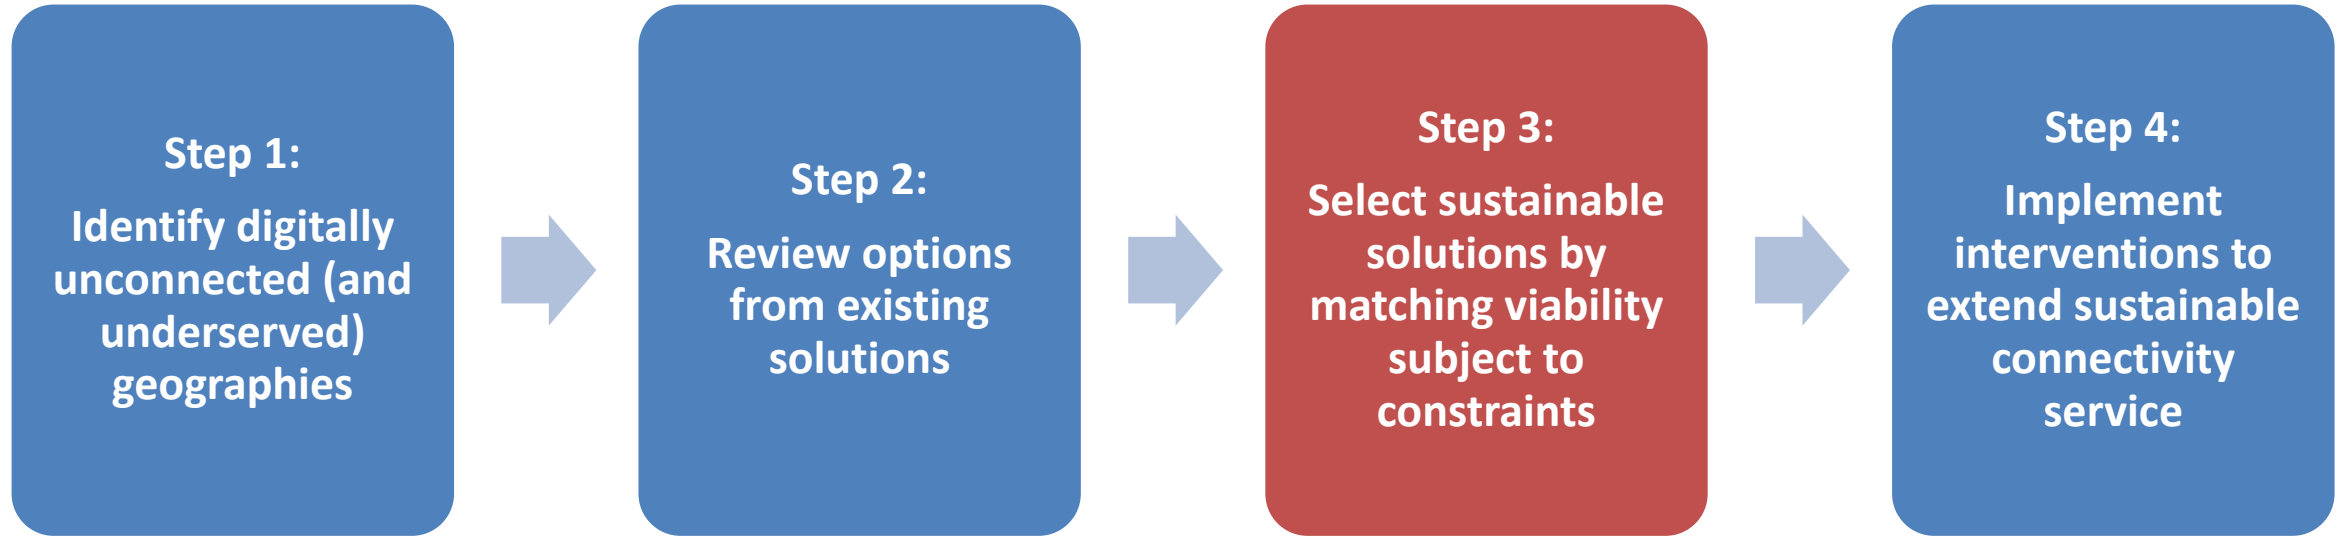 Step 1:
Identify digitally
unconnected (and
underserved)
geographies
Step 2:
Review options
from existing
solutions
Step 3:
Select sustainable
solutions by
matching viability
subject to
constraints
Step 4:
Implement
interventions to
extend sustainable
connectivity
service